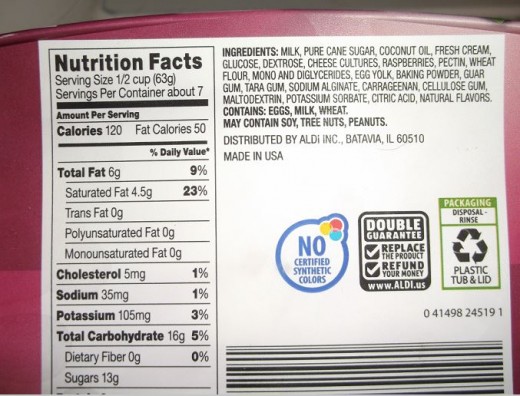 Nutrition Facts
Serving Size 1/2 cup (63g)
Servings Per Container about 7
Amount Per Serving
Calories 120 Fat Calories 50
% Daily Value*
Total Fat 6g 9%
Saturated Fat 4.5g 23%
Trans Fat 0g
Polyunsaturated Fat 0g
Monounsaturated Fat 0g
Cholesterol 5mg 1%
Sodium 35mg 1%
Potassium 105mg 3%
Total Carbohydrate 16g 5%
Dietary Fiber 0g 0%
Sugars 13g
INGREDIENTS: MILK, PURE CANE SUGAR, COCONUT OIL, FRESH CREAM,
GLUCOSE, DEXTROSE, CHEESE CULTURES, RASPBERRIES, PECTIN, WHEAT
FLOUR, MONO AND DIGLYCERIDES, EGG YOLK, BAKING POWDER, GUAR
GUM, TARA GUM, SODIUM ALGINATE, CARRAGEENAN, CELLULOSE GUM,
MALTODEXTRIN, POTASSIUM SORBATE, CITRIC ACID, NATURAL FLAVORS.
CONTAINS: EGGS, MILK, WHEAT.
MAY CONTAIN SOY, TREE NUTS, PEANUTS.
DISTRIBUTED BY ALDI INC., BATAVIA, IL 60510
MADE IN USA
NO
CERTIFIED
SYNTHETIC
COLORS
DOUBLE
GUARANTEE
REPLACE
THE PRODUCT
REFUND
YOUR MONEY
www.ALDI.us
PACKAGING
DISPOSAL -
RINSE
PLASTIC
TUB & LID
0 41498 24519 1